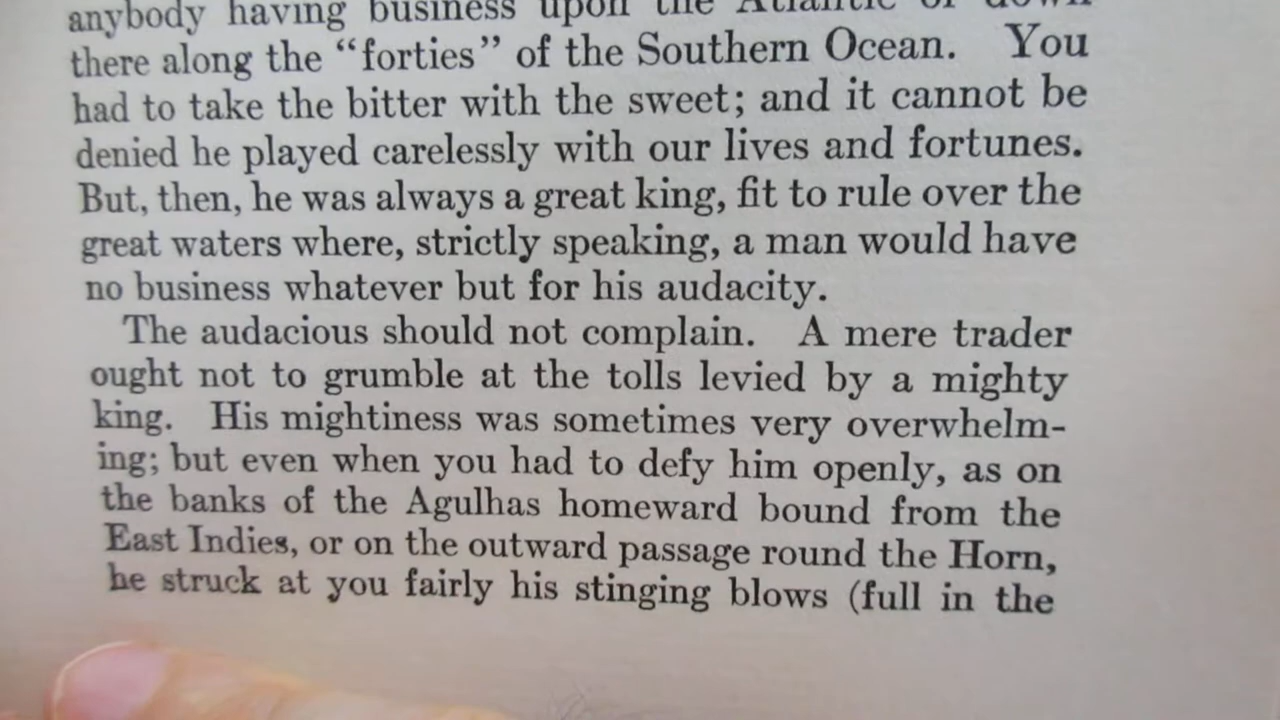 anybody having business upon the Atlantic or down
there along the “forties” of the Southern Ocean. You
had to take the bitter with the sweet; and it cannot be
denied he played carelessly with our lives and fortunes.
But, then, he was always a great king, fit to rule over the
great waters where, strictly speaking, a man would have
no business whatever but for his audacity.
The audacious should not complain. A mere trader
ought not to grumble at the tolls levied by a mighty
king. His mightiness was sometimes very overwhelm-
ing; but even when you had to defy him openly, as on
the banks of the Agulhas homeward bound from the
East Indies, or on the outward passage round the Horn,
he struck at you fairly his stinging blows (full in the